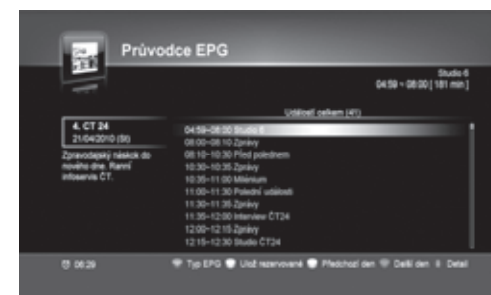 Průvodce EPG
Studio 6
04:59 ~ 08:00 [ 181 min ]
Událostí celkem (41)
4. CT 24
21/04/2010 (St)
Zpravodajský náskok do
nového dne. Ranní
infoservis ČT.
04:59~08:00 Studio 6
08:00~08:10 Zprávy
08:10~10:30 Před polednem
10:30~10:35 Zprávy
10:35~11:00 Milénium
11:00~11:30 Polední události
11:30~11:35 Zprávy
11:35~12:00 Interview ČT24
12:00~12:15 Zprávy
12:15~12:30 Studio ČT24
06:29
Typ EPG
Ulož rezervované
Předchozí den
Další den
Detail